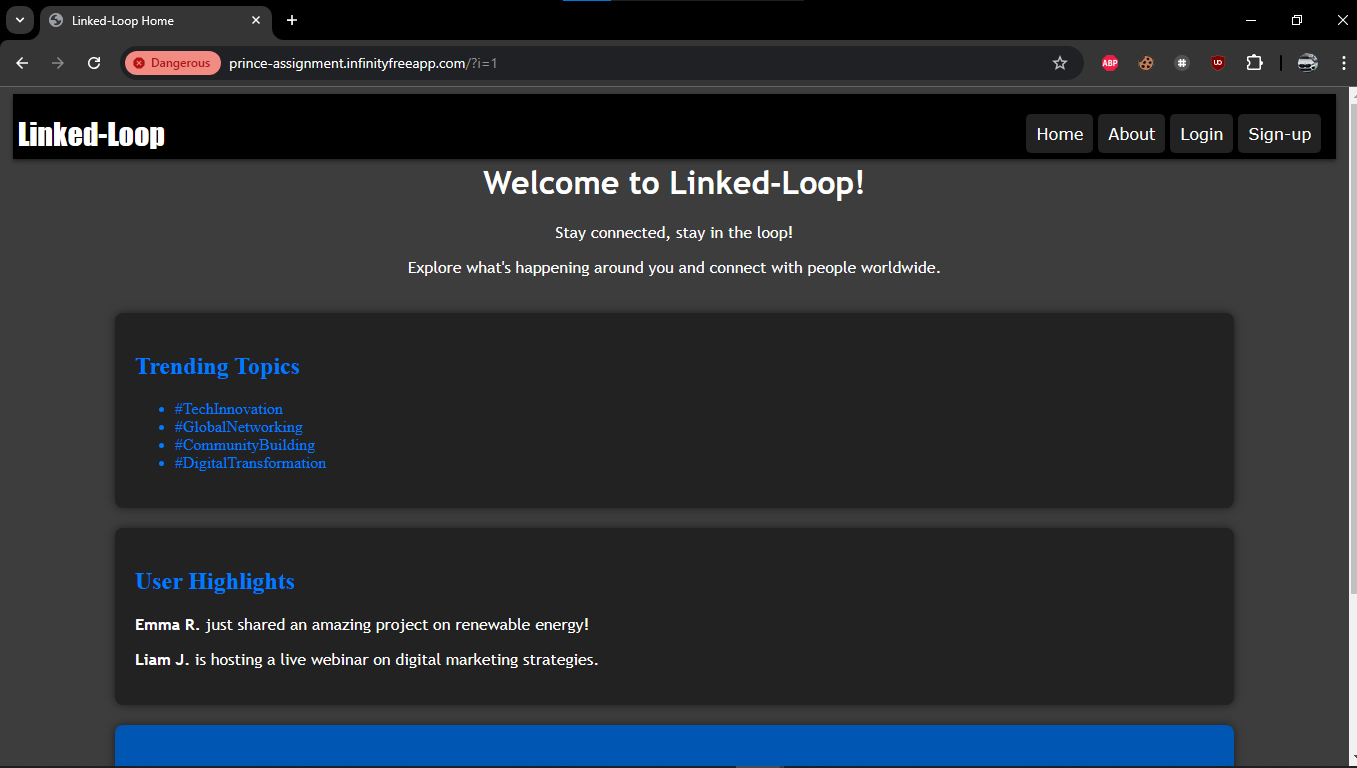 Linked-Loop Home
Dangerous
prince-assignment.infinityfreeapp.com/?i=1
ABP
UD
Linked-Loop
Home
About
Login
Sign-up
Welcome to Linked-Loop!
Stay connected, stay in the loop!
Explore what's happening around you and connect with people worldwide.
Trending Topics
#TechInnovation
#GlobalNetworking
#CommunityBuilding
#DigitalTransformation
User Highlights
Emma R. just shared an amazing project on renewable energy!
Liam J. is hosting a live webinar on digital marketing strategies.